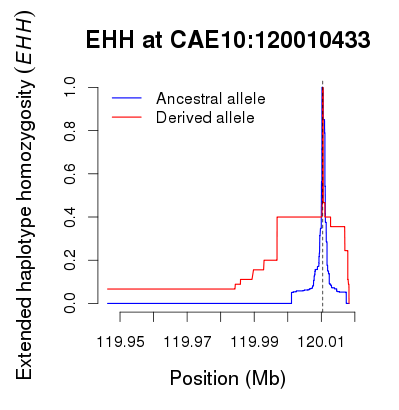 EHH at CAE10:120010433
Extended haplotype homozygosity (EHH)
1.0
0.8
0.6
0.4
0.2
0.0
Ancestral allele
Derived allele
119.95
119.97
119.99
120.01
Position (Mb)